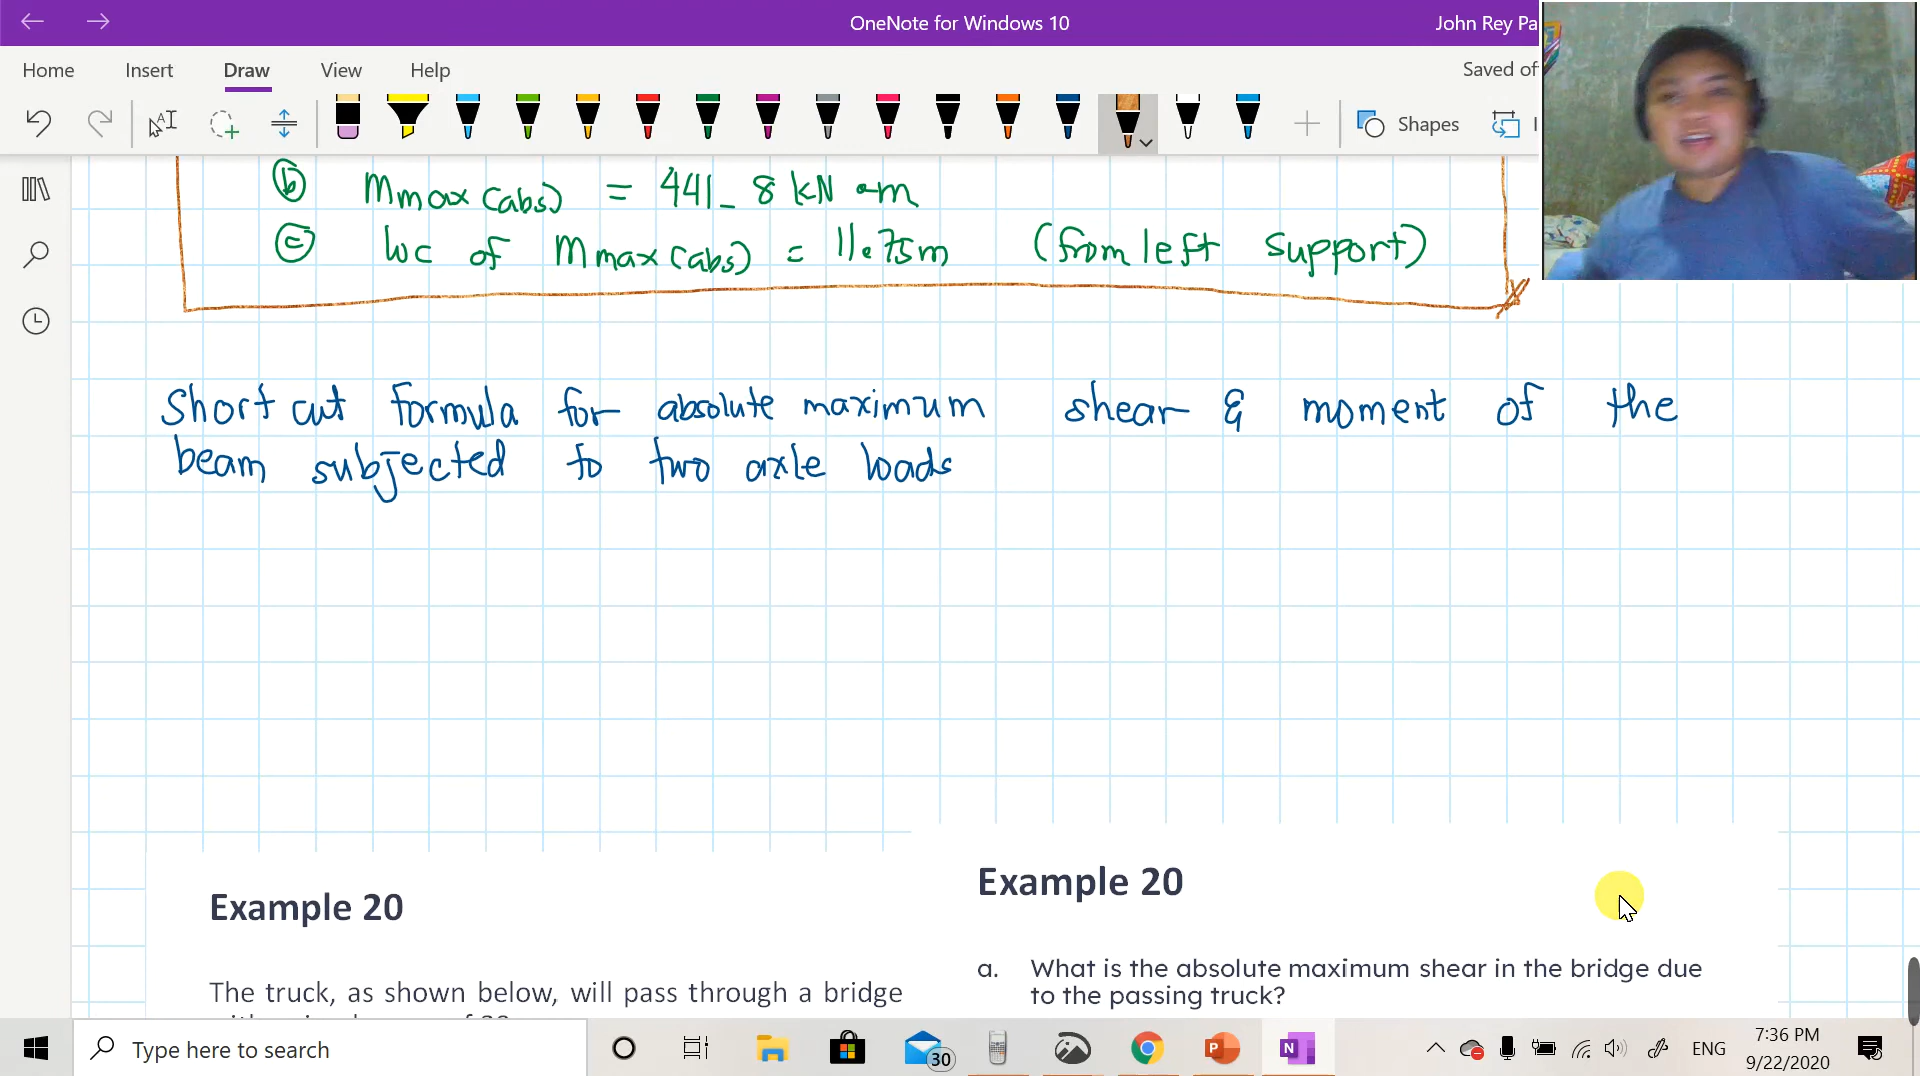 OneNote for Windows 10
John Rey Pa
Home Insert Draw View Help
Saved of
Shapes
b Mmax(abs) = 441_8 kN-m
c loc of Mmax(abs) = 11.75m (from left support)
Short cut formula for absolute maximum shear & moment of the
beam subjected to two axle loads
Example 20
The truck, as shown below, will pass through a bridge
Example 20
a. What is the absolute maximum shear in the bridge due
to the passing truck?
Type here to search
30
ENG
7:36 PM
9/22/2020